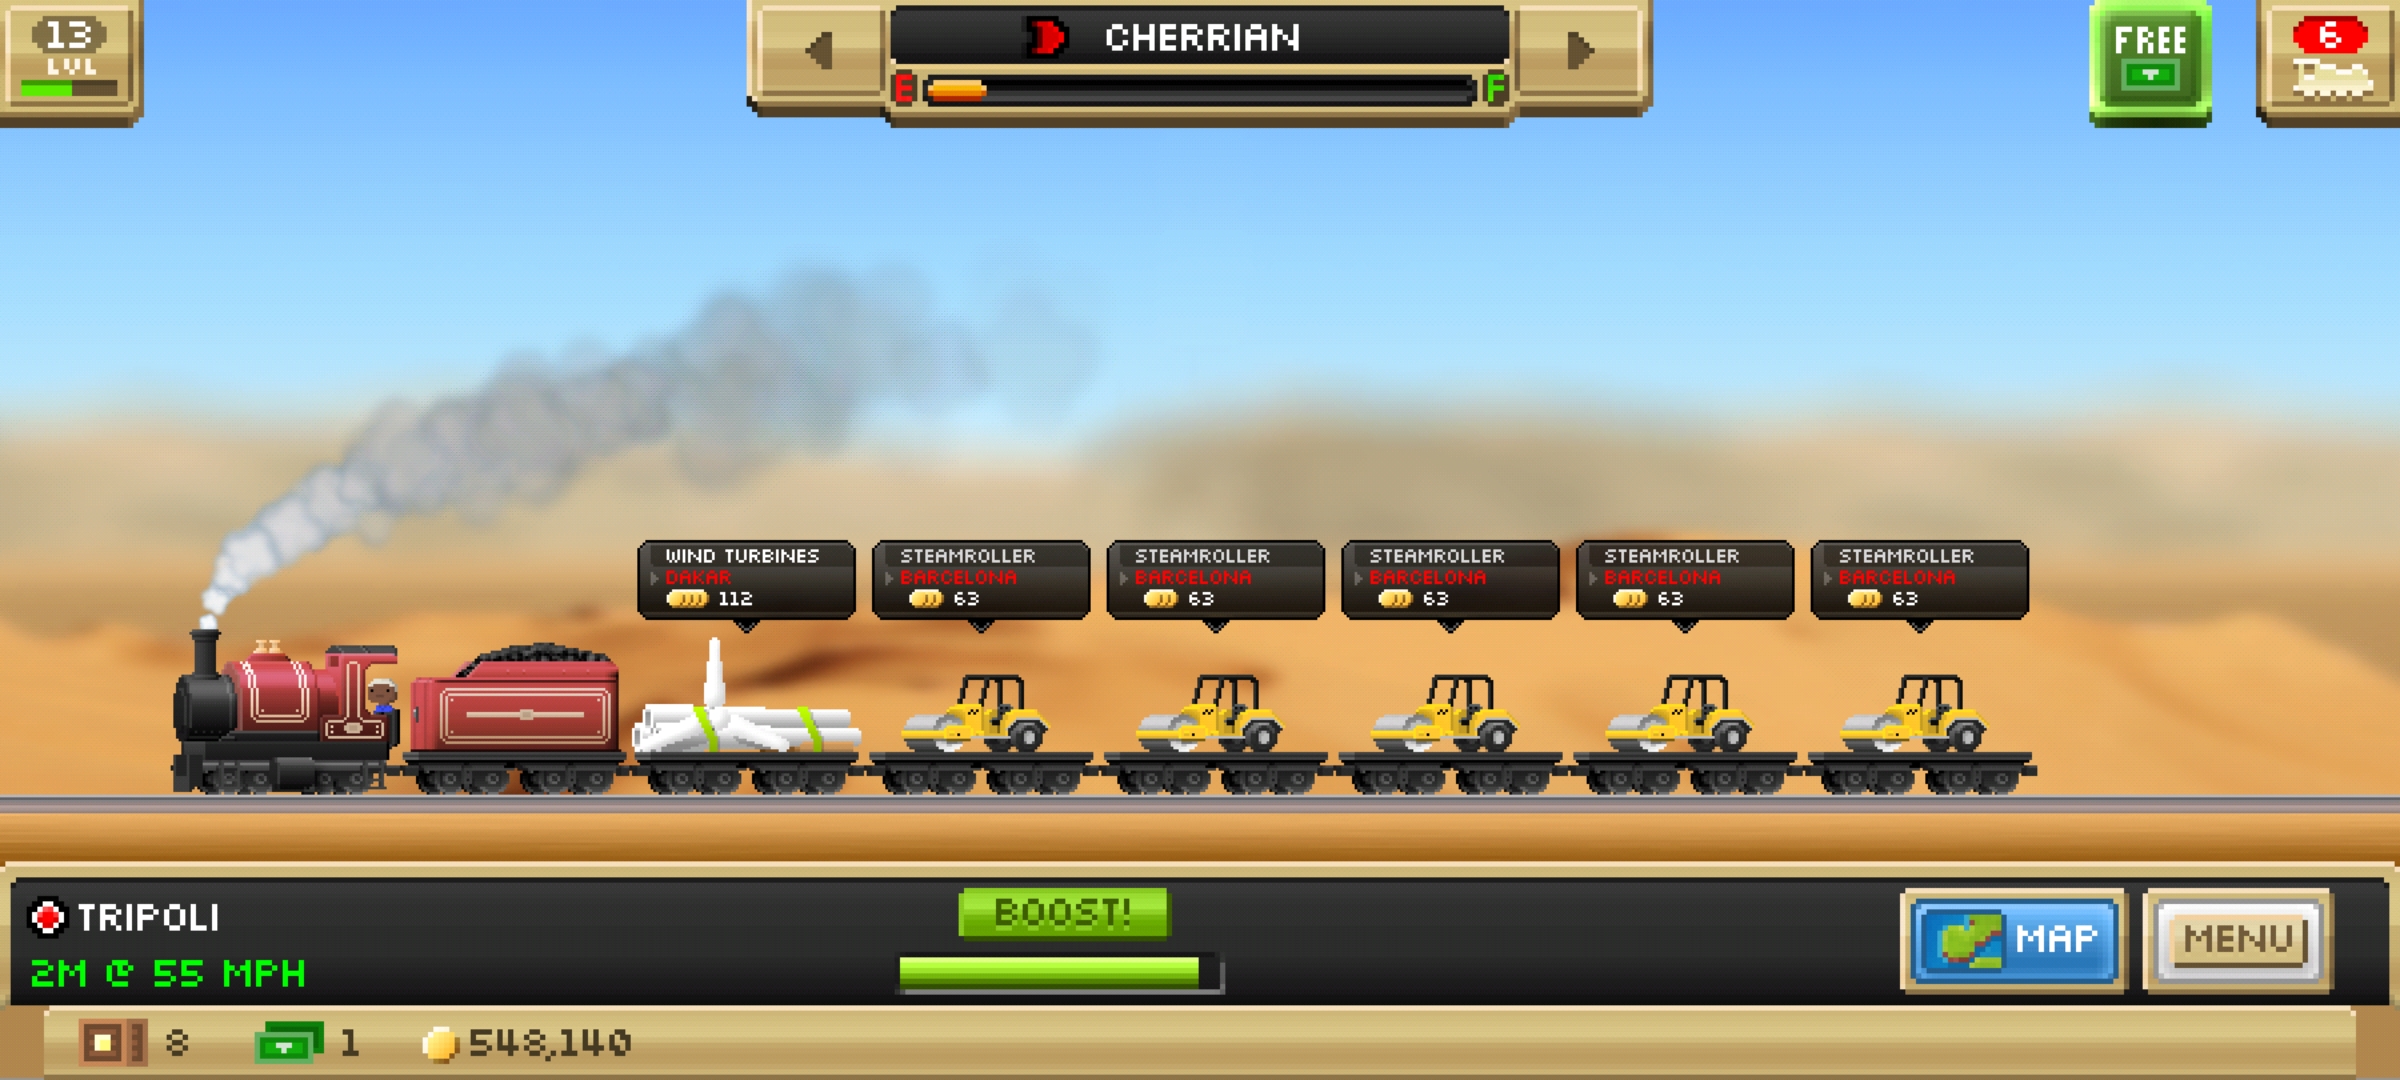 13
LVL
CHERRIAN
E F
FREE
6
WIND TURBINES
DAKAR
112
STEAMROLLER
BARCELONA
63
STEAMROLLER
BARCELONA
63
STEAMROLLER
BARCELONA
63
STEAMROLLER
BARCELONA
63
STEAMROLLER
BARCELONA
63
TRIPOLI
2M @ 55 MPH
BOOST!
MAP
MENU
8
1
548,140